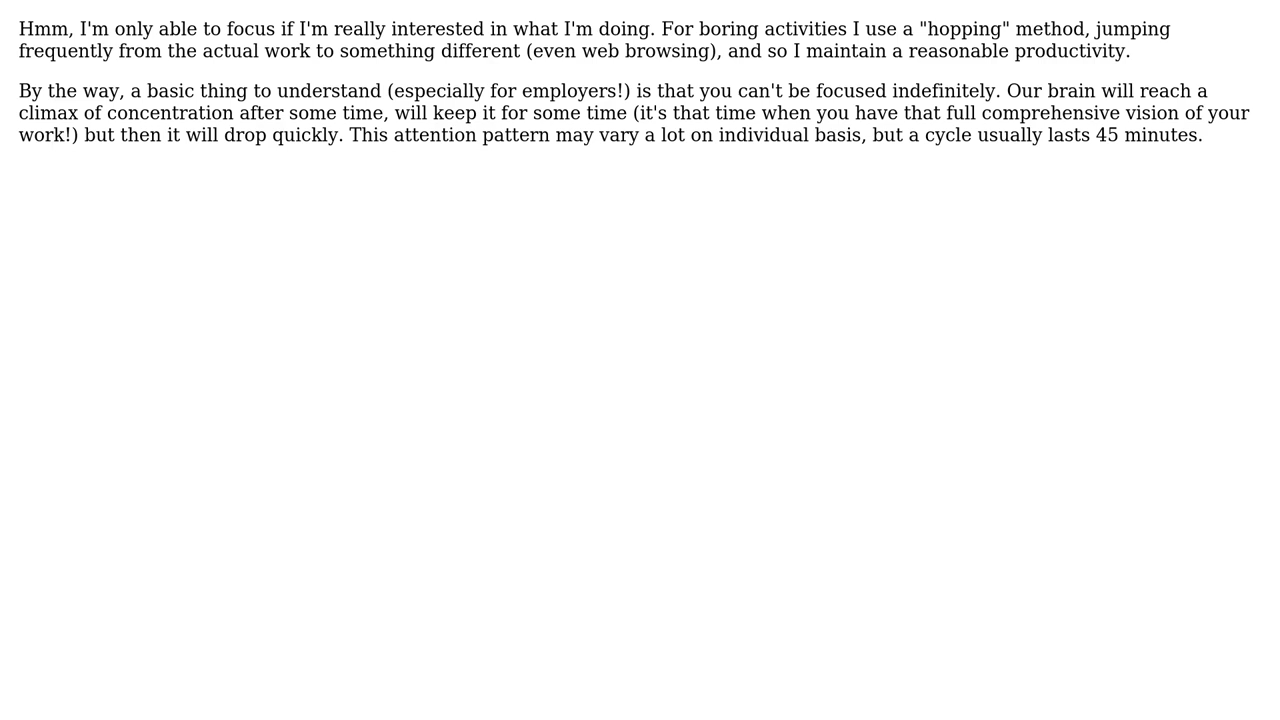 Hmm, I'm only able to focus if I'm really interested in what I'm doing. For boring activities I use a "hopping" method, jumping
frequently from the actual work to something different (even web browsing), and so I maintain a reasonable productivity.
By the way, a basic thing to understand (especially for employers!) is that you can't be focused indefinitely. Our brain will reach a
climax of concentration after some time, will keep it for some time (it's that time when you have that full comprehensive vision of your
work!) but then it will drop quickly. This attention pattern may vary a lot on individual basis, but a cycle usually lasts 45 minutes.